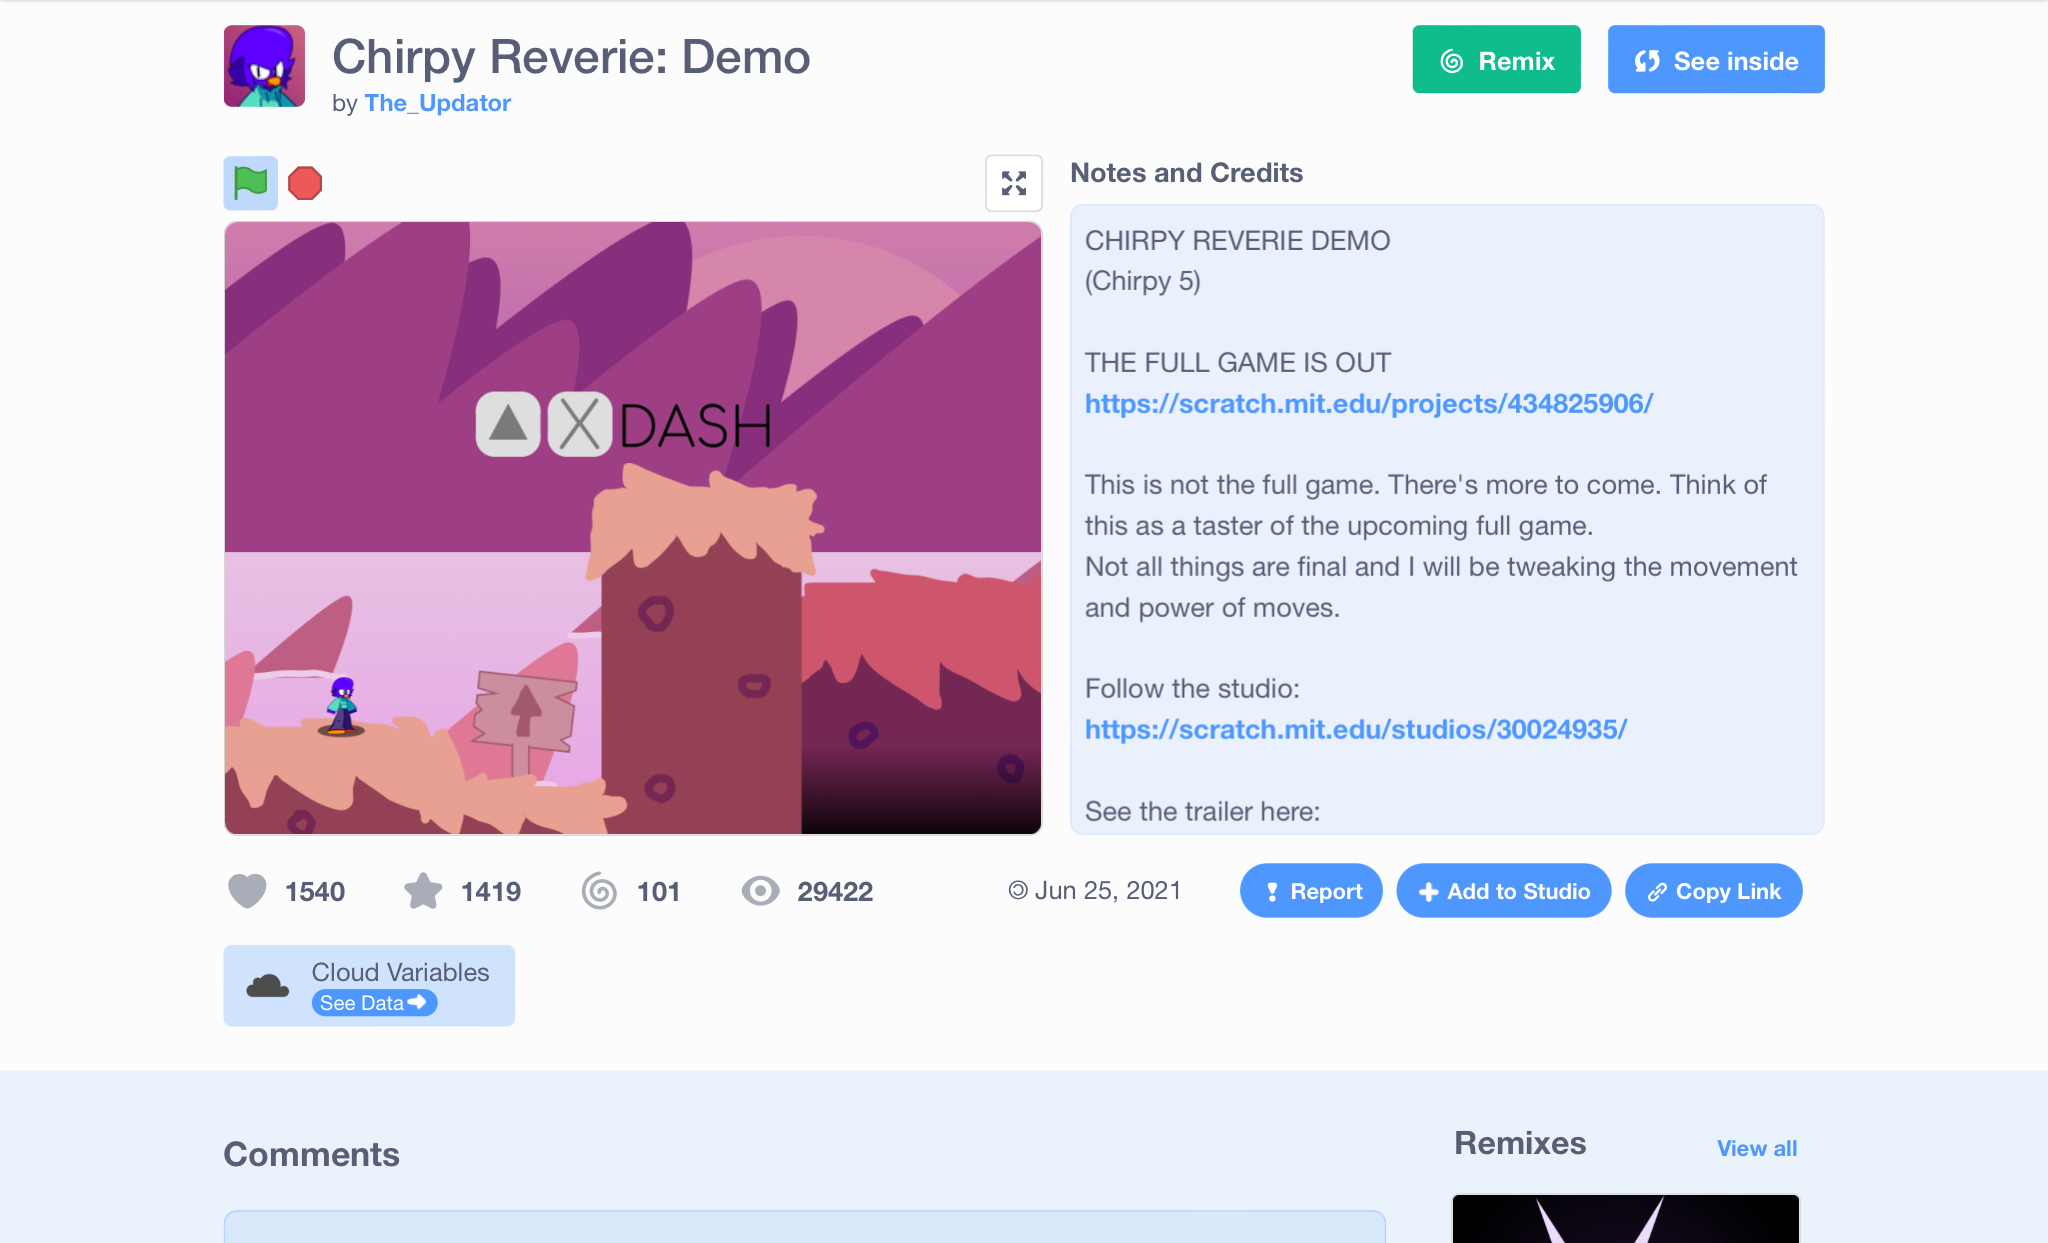 Chirpy Reverie: Demo
by The_Updator
Remix
See inside
Notes and Credits
CHIRPY REVERIE DEMO
(Chirpy 5)
THE FULL GAME IS OUT
https://scratch.mit.edu/projects/434825906/
This is not the full game. There's more to come. Think of
this as a taster of the upcoming full game.
Not all things are final and I will be tweaking the movement
and power of moves.
Follow the studio:
https://scratch.mit.edu/studios/30024935/
See the trailer here:
X DASH
1540
1419
101
29422
Jun 25, 2021
Report
Add to Studio
Copy Link
Cloud Variables
See Data
Comments
Remixes
View all